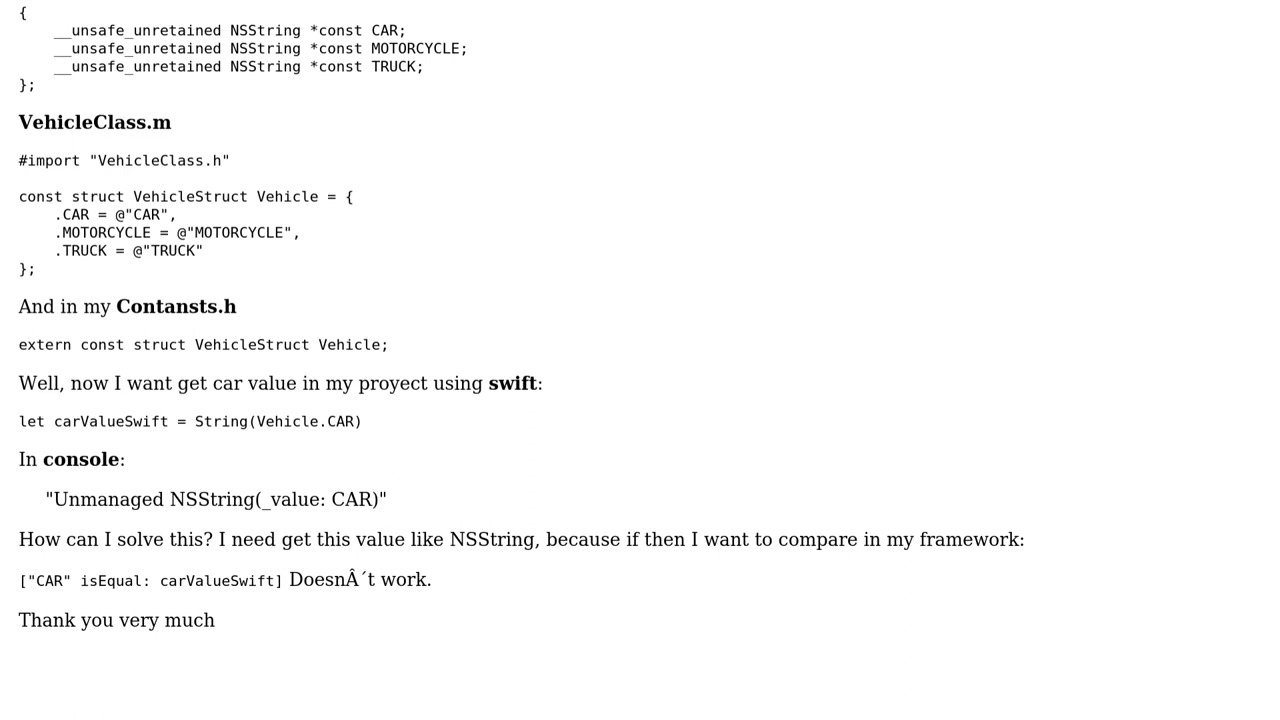 {
    __unsafe_unretained NSString *const CAR;
    __unsafe_unretained NSString *const MOTORCYCLE;
    __unsafe_unretained NSString *const TRUCK;
};
VehicleClass.m
#import "VehicleClass.h"
const struct VehicleStruct Vehicle = {
    .CAR = @"CAR",
    .MOTORCYCLE = @"MOTORCYCLE",
    .TRUCK = @"TRUCK"
};
And in my Contansts.h
extern const struct VehicleStruct Vehicle;
Well, now I want get car value in my proyect using swift:
let carValueSwift = String(Vehicle.CAR)
In console:
"Unmanaged NSString(_value: CAR)"
How can I solve this? I need get this value like NSString, because if then I want to compare in my framework:
["CAR" isEqual: carValueSwift] DoesnÂ´t work.
Thank you very much